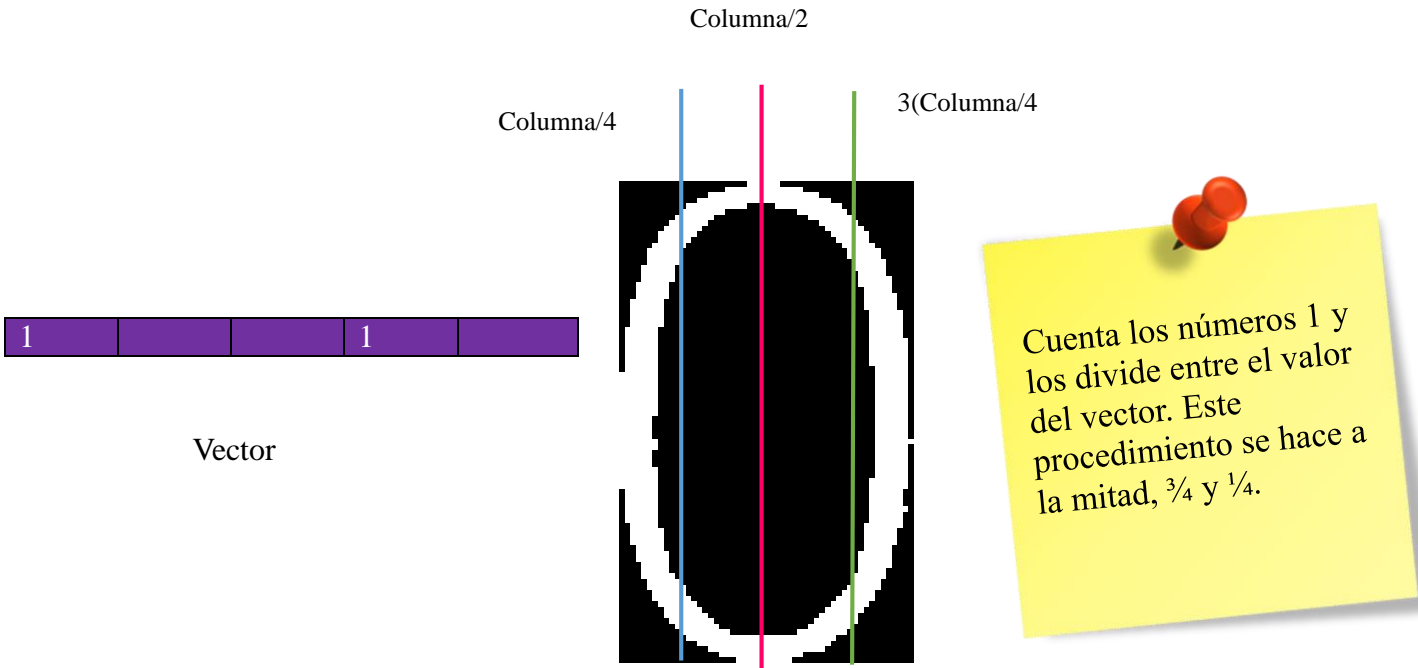 Columna/2
Columna/4
3(Columna/4
1 1
Vector
Cuenta los números 1 y
los divide entre el valor
del vector. Este
procedimiento se hace a
la mitad, ¾ y ¼.